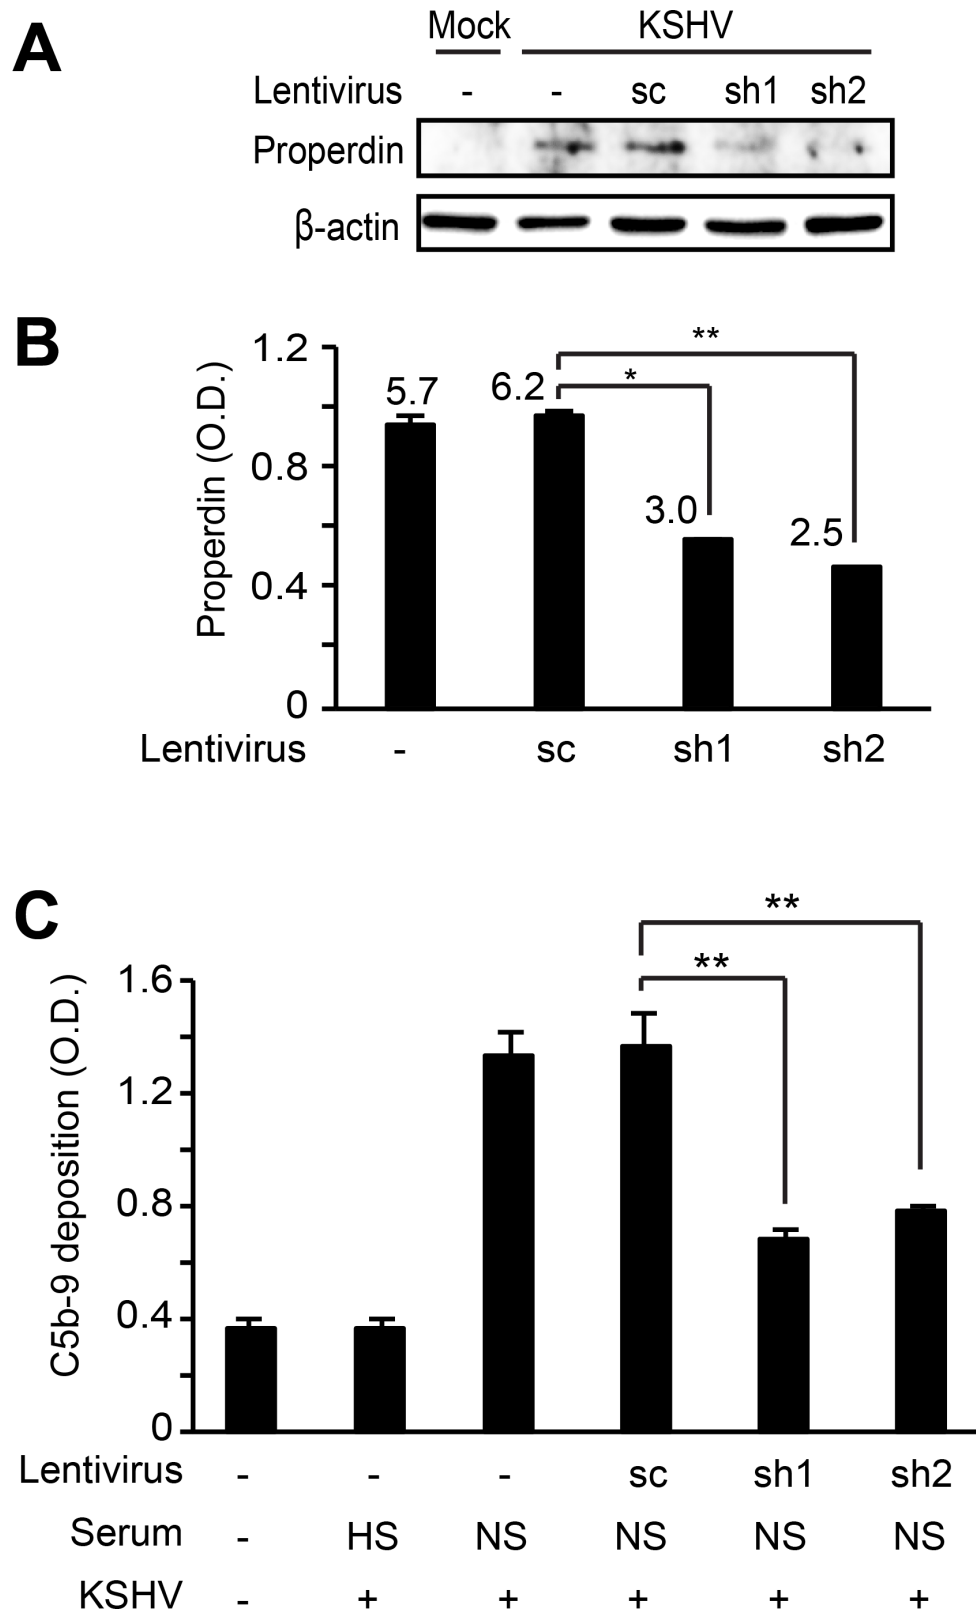 A
Mock KSHV
Lentivirus - - sc sh1 sh2
Properdin
β-actin
B
Properdin (O.D.)
1.2
0.8
0.4
0
5.7 6.2 3.0 2.5
* **
Lentivirus - sc sh1 sh2
C
C5b-9 deposition (O.D.)
1.6
1.2
0.8
0.4
0
**
**
Lentivirus - - - sc sh1 sh2
Serum - HS NS NS NS NS
KSHV - + + + + +